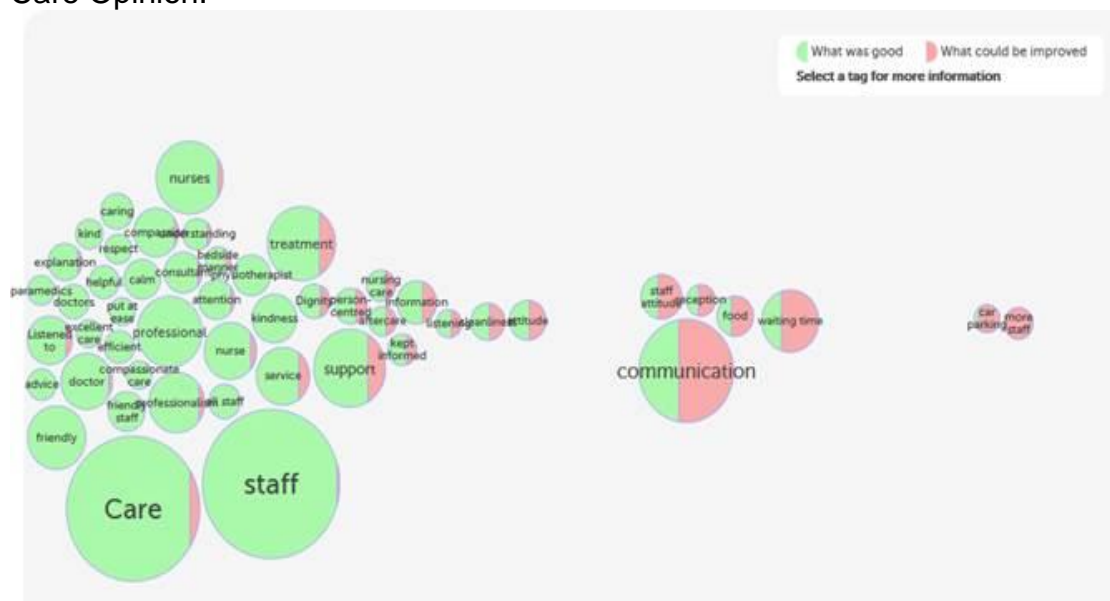 Care Opinion.
What was good
What could be improved
Select a tag for more information
nurses
caring
kind
compassion
understanding
respect
treatment
explanation
bedside
manner
helpful
calm
consultant
physiotherapist
paramedics
doctors
attention
put at
ease
nursing
care
Dignity
person-
centred
information
kindness
aftercare
listening
cleanliness
attitude
Listened
to
excellent
care
efficient
professional
nurse
kept
informed
compassionate
care
advice
doctor
service
support
friendly
staff
professionalism
all staff
friendly
Care
staff
staff
attitude
reception
food
waiting time
communication
car
parking
more
staff